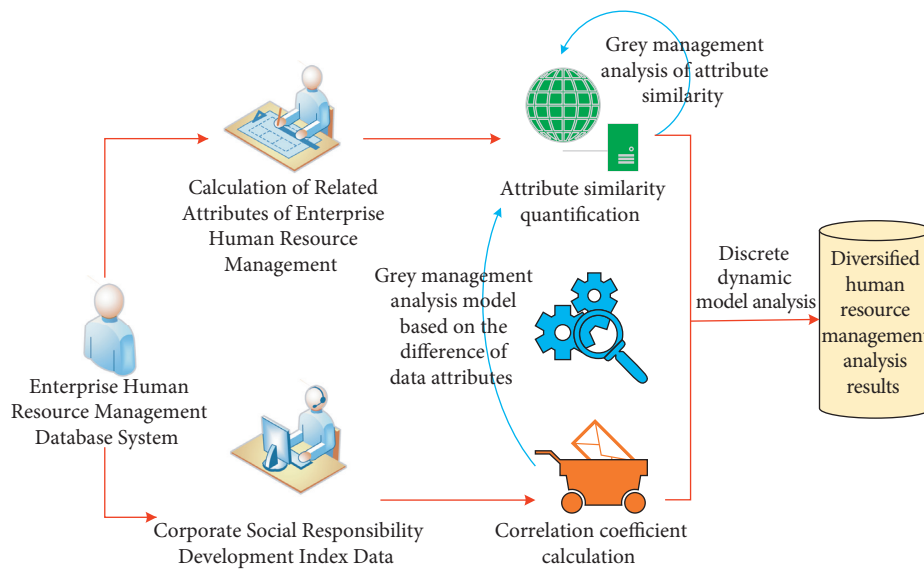 Grey management
analysis of attribute
similarity
Calculation of Related
Attributes of Enterprise
Human Resource
Management
Attribute similarity
quantification
Grey management
analysis model
based on the
difference of
data attributes
Discrete
dynamic
model analysis
Diversified
human
resource
management
analysis
results
Enterprise Human
Resource Management
Database System
Corporate Social Responsibility
Development Index Data
Correlation coefficient
calculation